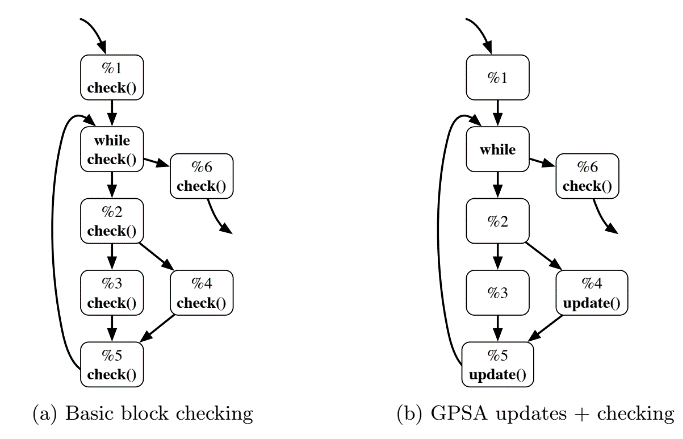 %1
check()
while
check()
%6
check()
%2
check()
%3
check()
%4
check()
%5
check()
(a) Basic block checking
%1
while
%6
check()
%2
%3
%4
update()
%5
update()
(b) GPSA updates + checking